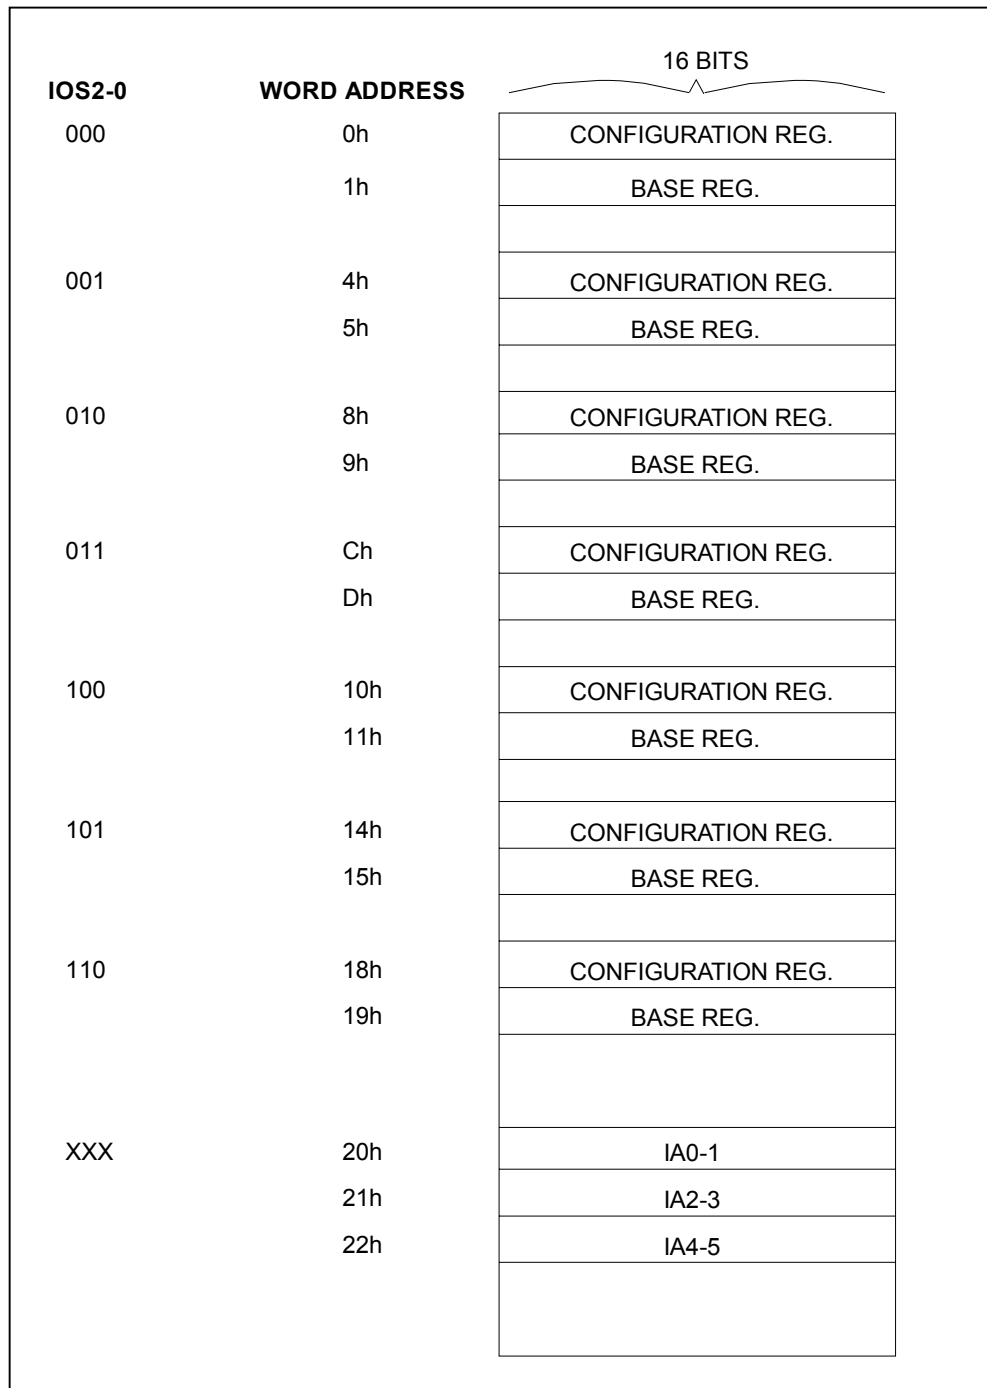 16 BITS
IOS2-0 WORD ADDRESS
000 0h CONFIGURATION REG.
1h BASE REG.
001 4h CONFIGURATION REG.
5h BASE REG.
010 8h CONFIGURATION REG.
9h BASE REG.
011 Ch CONFIGURATION REG.
Dh BASE REG.
100 10h CONFIGURATION REG.
11h BASE REG.
101 14h CONFIGURATION REG.
15h BASE REG.
110 18h CONFIGURATION REG.
19h BASE REG.
XXX 20h IA0-1
21h IA2-3
22h IA4-5